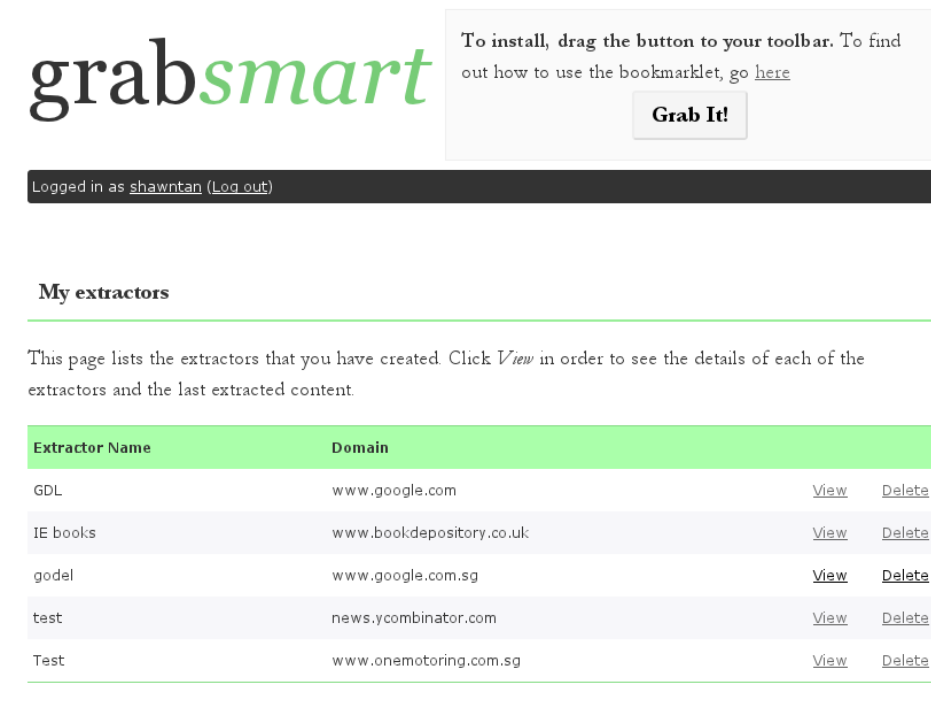 grabsmart
To install, drag the button to your toolbar. To find
out how to use the bookmarklet, go here
Grab It!
Logged in as shawntan (Log out)
My extractors
This page lists the extractors that you have created. Click View in order to see the details of each of the
extractors and the last extracted content.
Extractor Name Domain
GDL www.google.com View Delete
IE books www.bookdepository.co.uk View Delete
godel www.google.com.sg View Delete
test news.ycombinator.com View Delete
Test www.onemotoring.com.sg View Delete